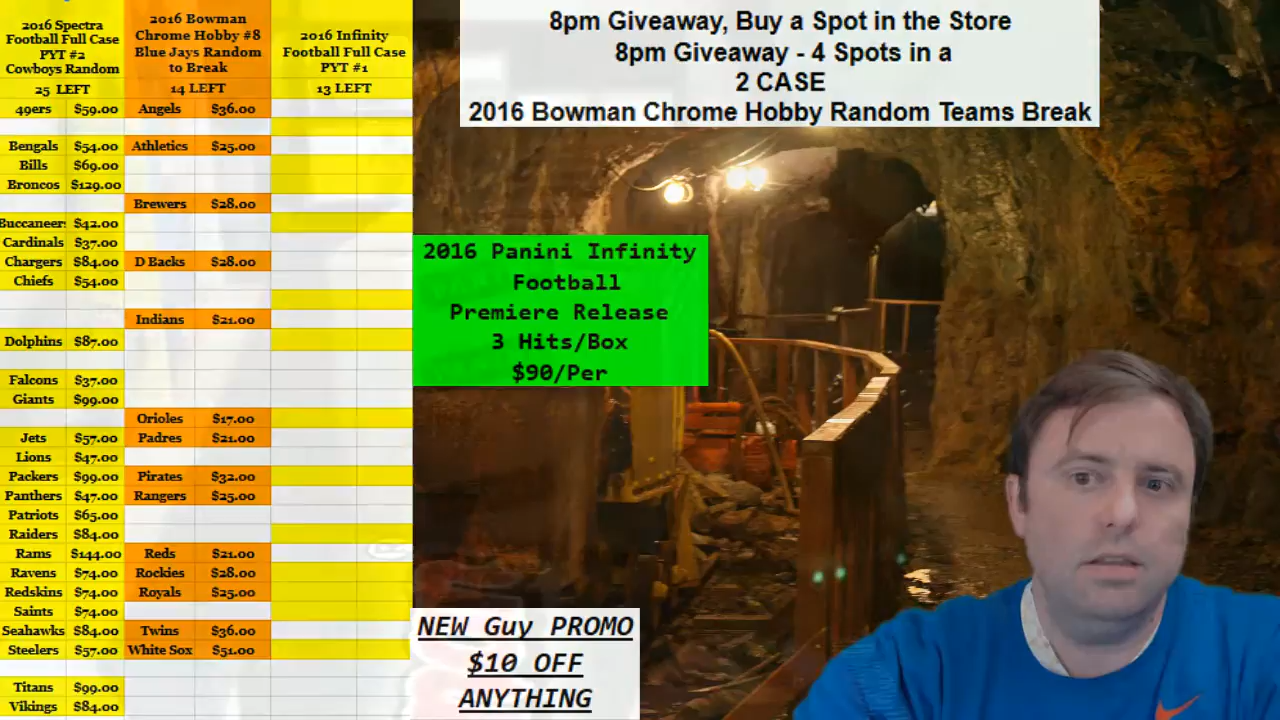 2016 Spectra
Football Full Case
PYT #2
Cowboys Random
25 LEFT
2016 Bowman
Chrome Hobby #8
Blue Jays Random
to Break
14 LEFT
2016 Infinity
Football Full Case
PYT #1
13 LEFT
49ers $59.00 Angels $36.00
Bengals $54.00 Athletics $25.00
Bills $69.00
Broncos $129.00
Brewers $28.00
Buccaneers $42.00
Cardinals $37.00
Chargers $84.00 D Backs $28.00
Chiefs $54.00
Indians $21.00
Dolphins $87.00
Falcons $37.00
Giants $99.00
Orioles $17.00
Jets $57.00 Padres $21.00
Lions $47.00
Packers $99.00 Pirates $32.00
Panthers $47.00 Rangers $25.00
Patriots $65.00
Raiders $84.00
Rams $144.00 Reds $21.00
Ravens $74.00 Rockies $28.00
Redskins $74.00 Royals $25.00
Saints $74.00
Seahawks $84.00 Twins $36.00
Steelers $57.00 White Sox $51.00
Titans $99.00
Vikings $84.00
8pm Giveaway, Buy a Spot in the Store
8pm Giveaway - 4 Spots in a
2 CASE
2016 Bowman Chrome Hobby Random Teams Break
2016 Panini Infinity
Football
Premiere Release
3 Hits/Box
$90/Per
NEW Guy PROMO
$10 OFF
ANYTHING